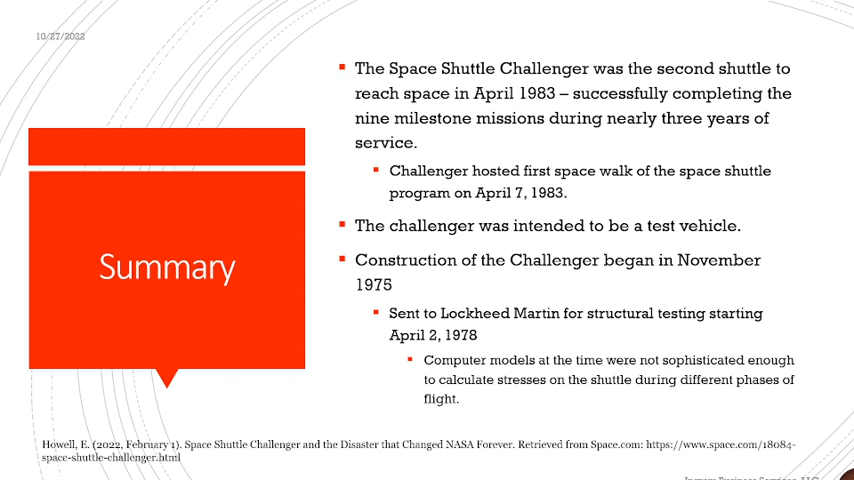 10/27/2022
The Space Shuttle Challenger was the second shuttle to
reach space in April 1983 – successfully completing the
nine milestone missions during nearly three years of
service.
Challenger hosted first space walk of the space shuttle
program on April 7, 1983.
The challenger was intended to be a test vehicle.
Construction of the Challenger began in November
1975
Sent to Lockheed Martin for structural testing starting
April 2, 1978
Computer models at the time were not sophisticated enough
to calculate stresses on the shuttle during different phases of
flight.
Summary
Howell, E. (2022, February 1). Space Shuttle Challenger and the Disaster that Changed NASA Forever. Retrieved from Space.com: https://www.space.com/18084-
space-shuttle-challenger.html
Business Services, LLC